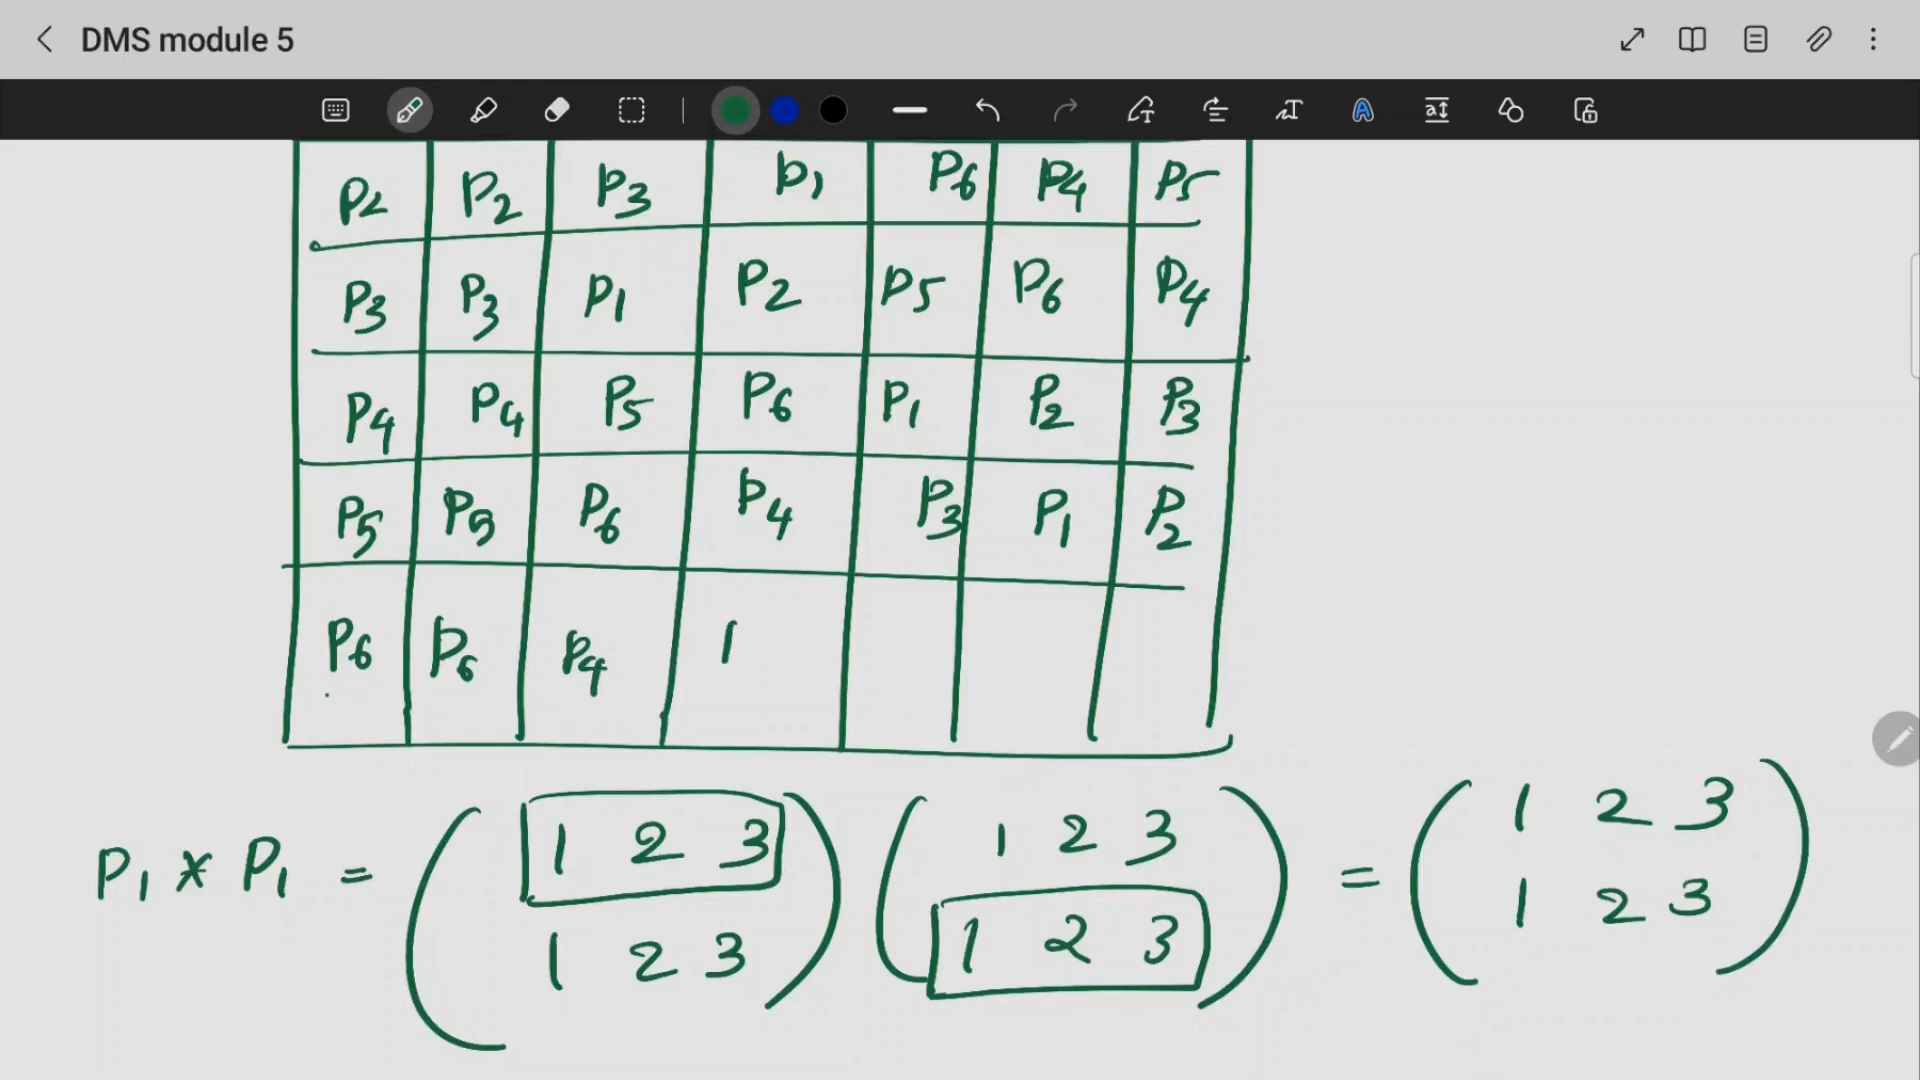 DMS module 5
P2 P2 P3 P1 P6 P4 P5
P3 P3 P1 P2 P5 P6 P4
P4 P4 P5 P6 P1 P2 P3
P5 P5 P6 P4 P3 P1 P2
P6 P6 P4 1
P1 * P1 = ( 1 2 3 ) ( 1 2 3 ) = ( 1 2 3 )
1 2 3 1 2 3 1 2 3